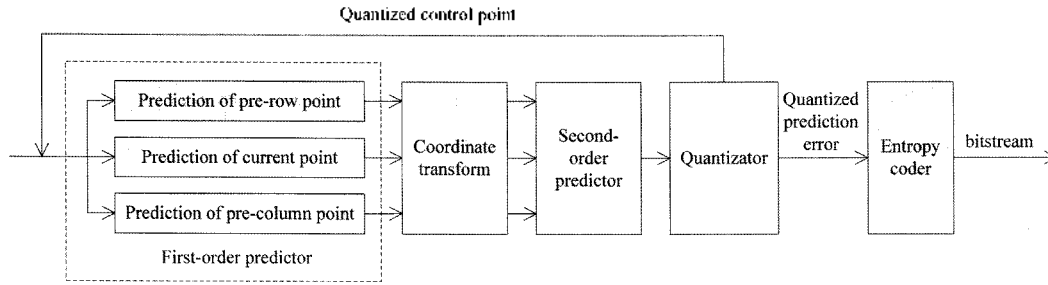 Quantized control point
Prediction of pre-row point
Prediction of current point
Prediction of pre-column point
First-order predictor
Coordinate
transform
Second-
order
predictor
Quantizator
Quantized
prediction
error
Entropy
coder
bitstream